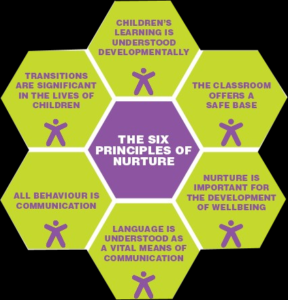 CHILDREN'S
LEARNING IS
UNDERSTOOD
DEVELOPMENTALLY
TRANSITIONS
ARE SIGNIFICANT
IN THE LIVES OF
CHILDREN
THE CLASSROOM
OFFERS A
SAFE BASE
THE SIX
PRINCIPLES OF
NURTURE
ALL BEHAVIOUR IS
COMMUNICATION
NURTURE IS
IMPORTANT FOR
THE DEVELOPMENT
OF WELLBEING
LANGUAGE IS
UNDERSTOOD AS
A VITAL MEANS OF
COMMUNICATION